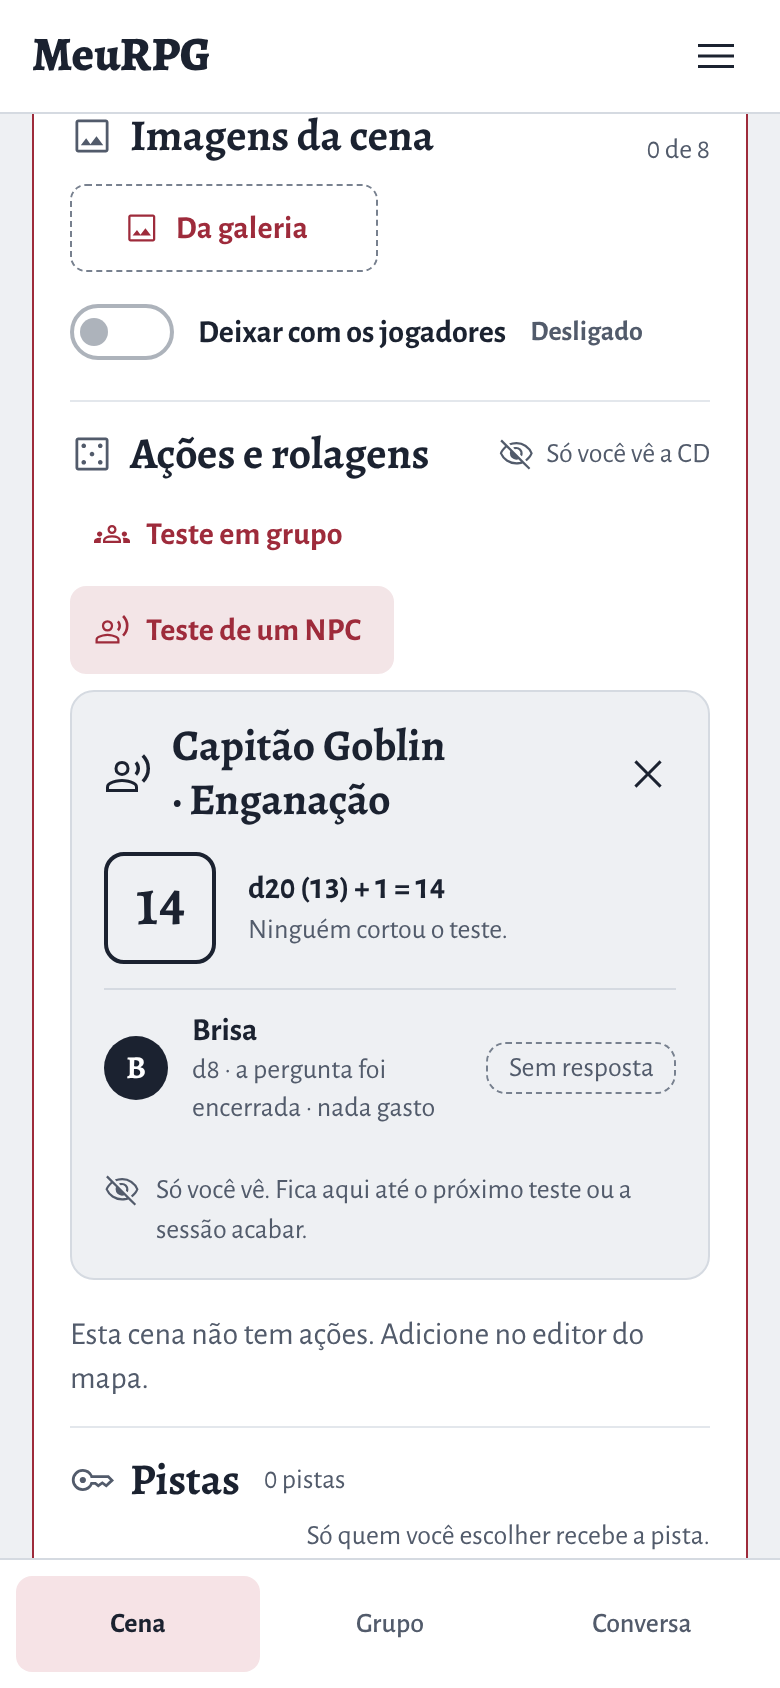 MeuRPG
Imagens da cena
0 de 8
Da galeria
Deixar com os jogadores Desligado
Ações e rolagens
Só você vê a CD
Teste em grupo
Teste de um NPC
Capitão Goblin
· Enganação
14
d20 (13) + 1 = 14
Ninguém cortou o teste.
B
Brisa
d8 · a pergunta foi
encerrada · nada gasto
Sem resposta
Só você vê. Fica aqui até o próximo teste ou a
sessão acabar.
Esta cena não tem ações. Adicione no editor do
mapa.
Pistas 0 pistas
Só quem você escolher recebe a pista.
Cena Grupo Conversa